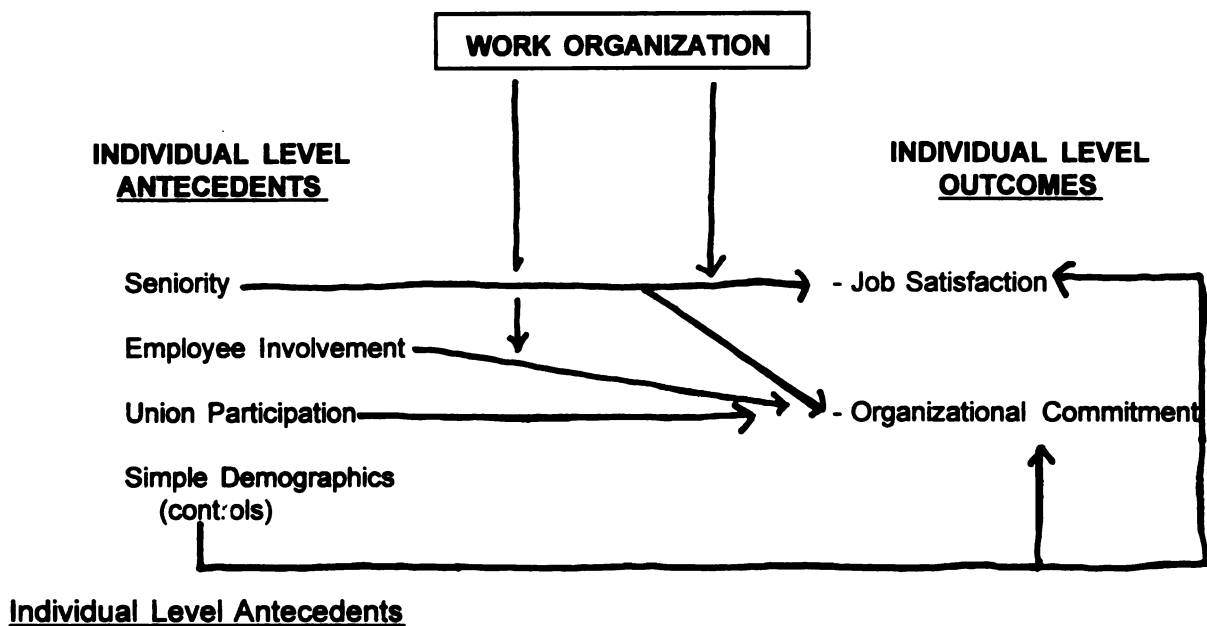 WORK ORGANIZATION
INDIVIDUAL LEVEL
ANTECEDENTS
INDIVIDUAL LEVEL
OUTCOMES
Seniority
- Job Satisfaction
Employee Involvement
Union Participation
- Organizational Commitment
Simple Demographics
(controls)
Individual Level Antecedents